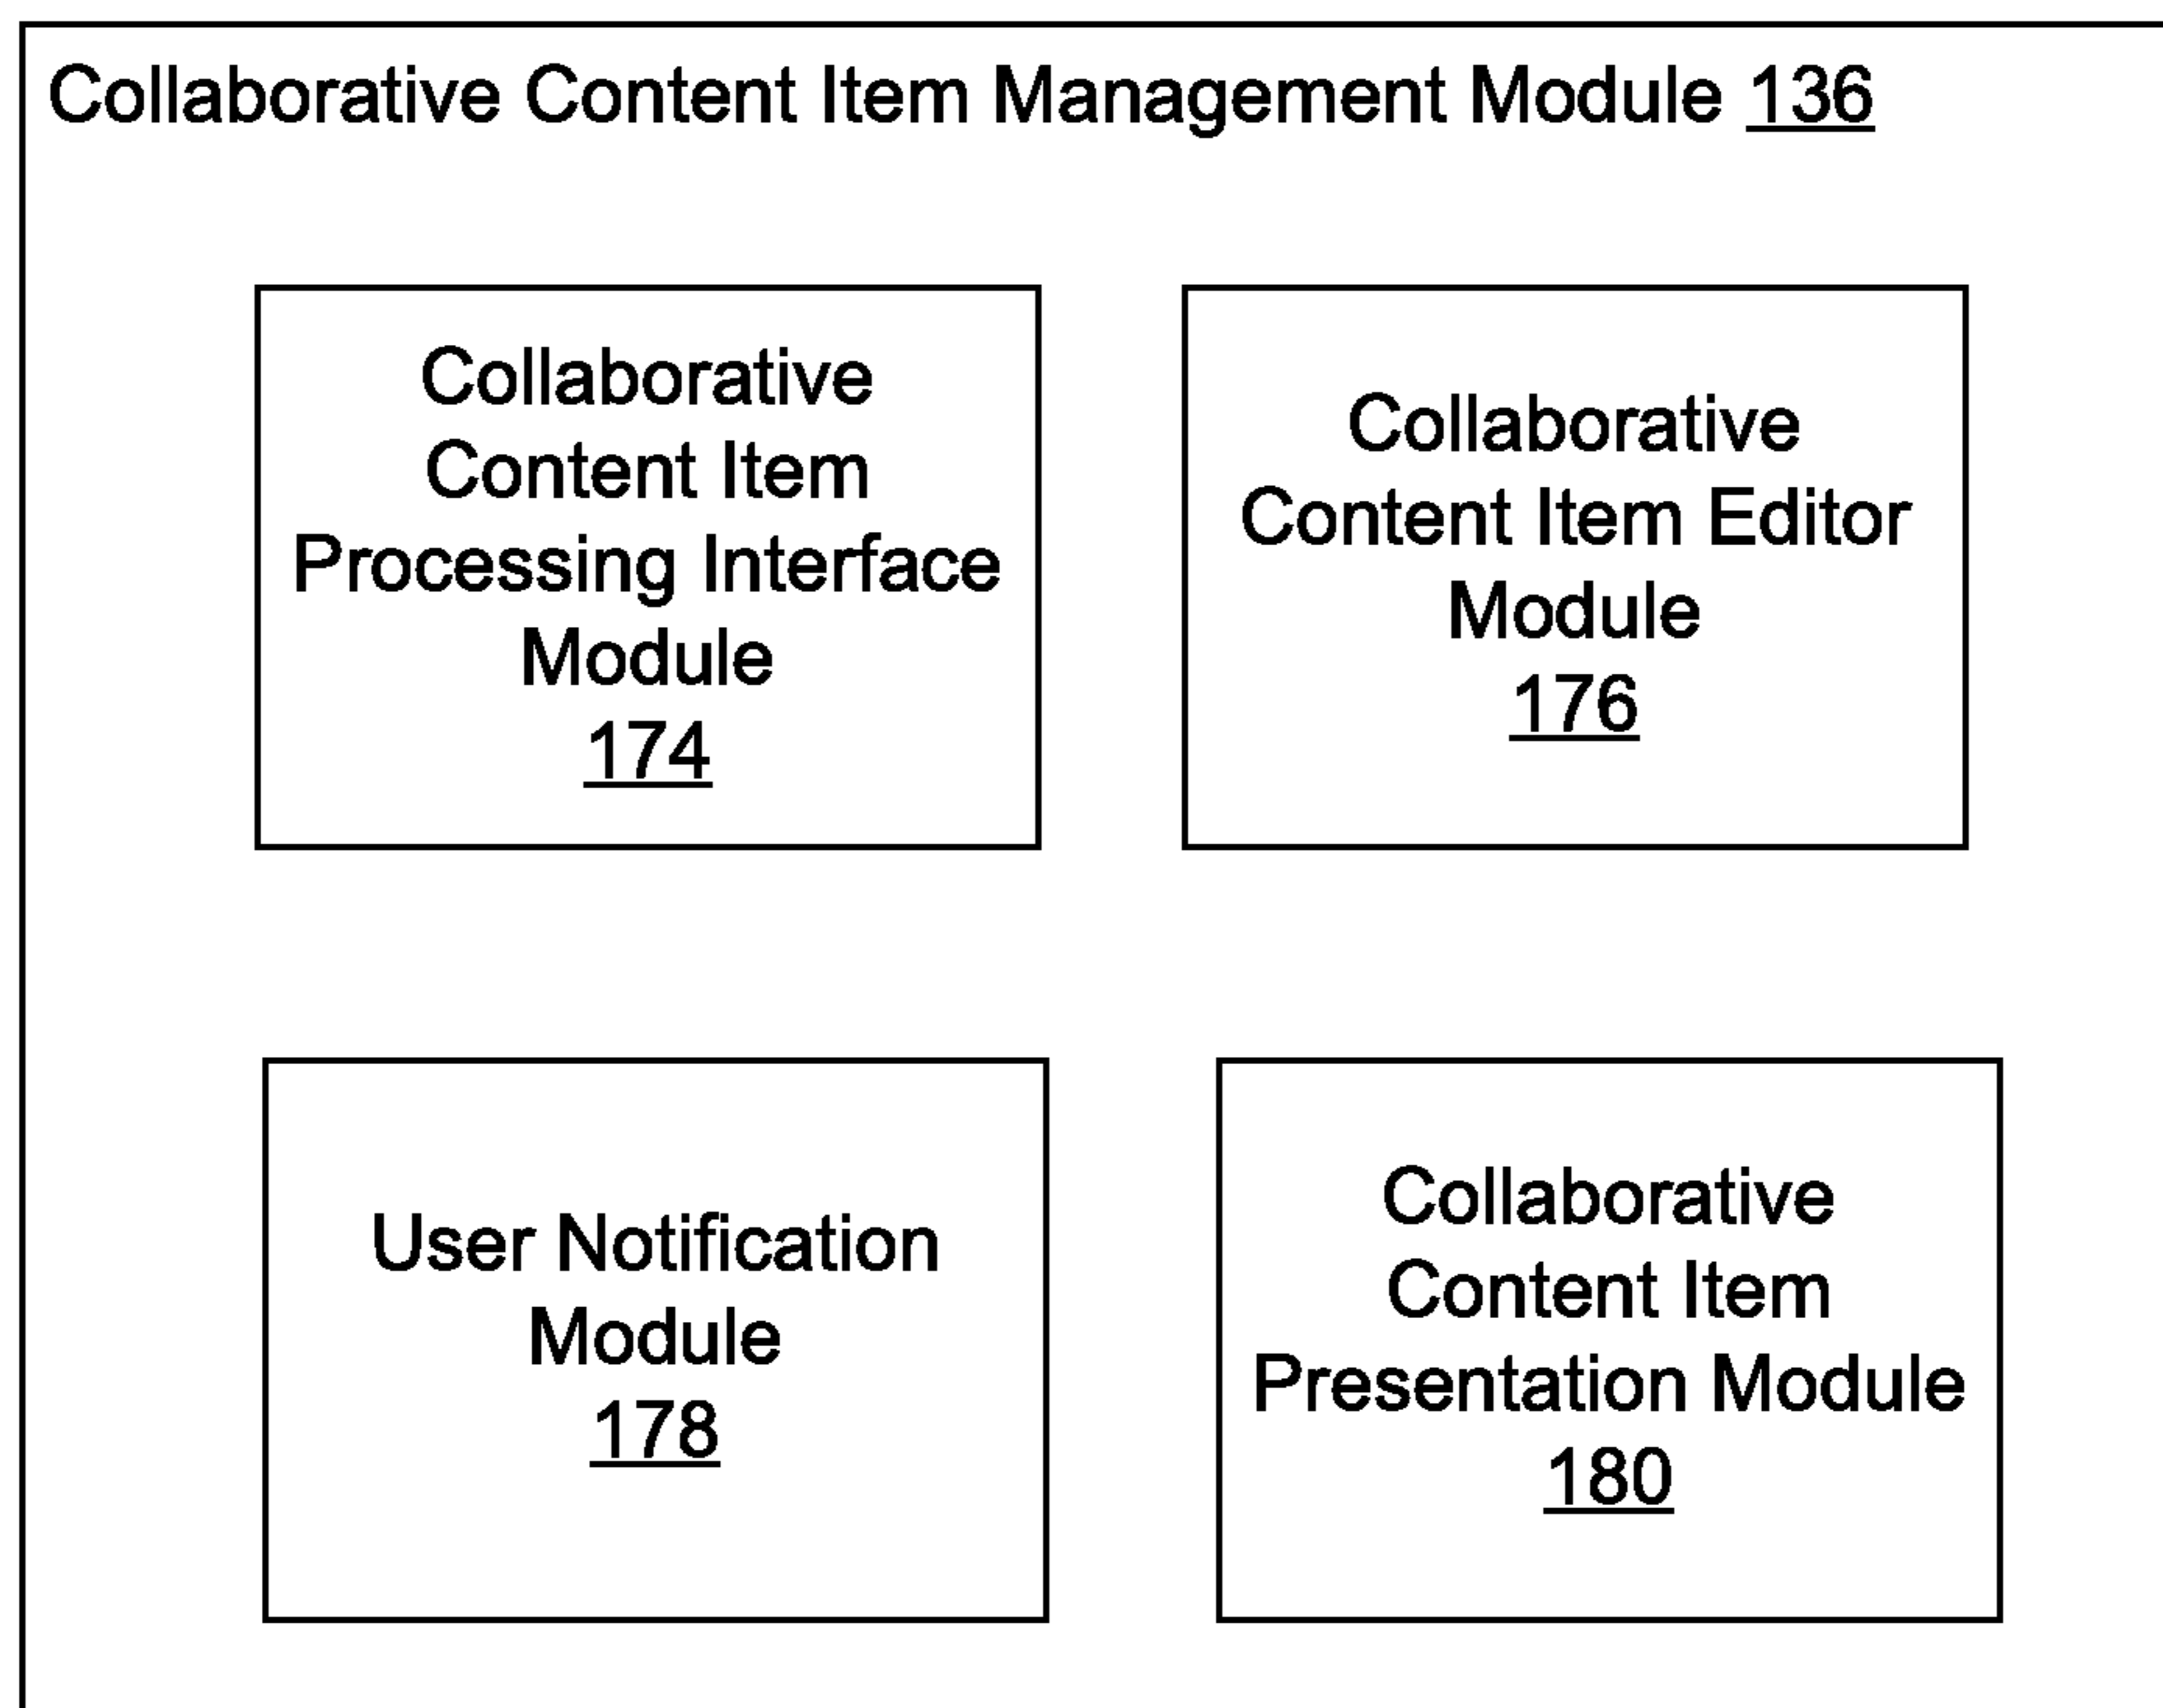 Collaborative Content Item Management Module 136
Collaborative
Content Item
Processing Interface
Module
174
Collaborative
Content Item Editor
Module
176
User Notification
Module
178
Collaborative
Content Item
Presentation Module
180